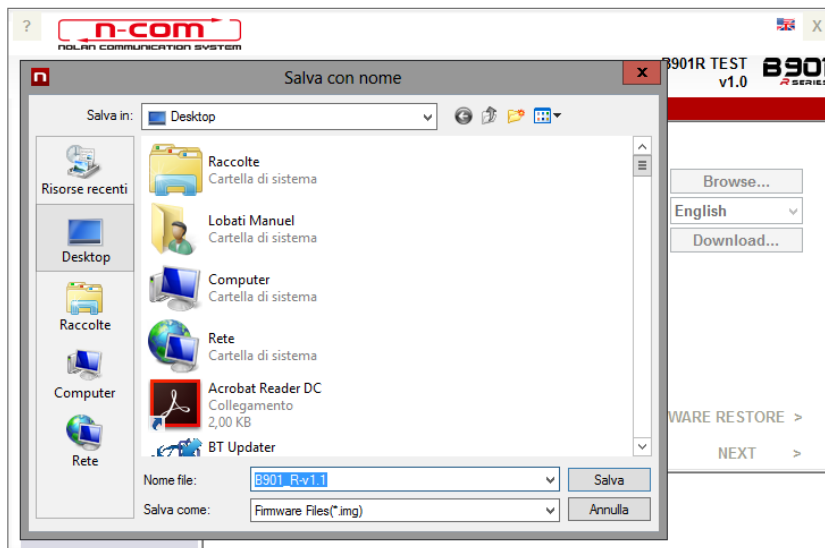 ?
n-com
NOLAN COMMUNICATION SYSTEM
X
B901R TEST
v1.0
B901
R SERIES
n
Salva con nome
x
Salva in:
Desktop
Risorse recenti
Desktop
Raccolte
Computer
Rete
Raccolte
Cartella di sistema
Lobati Manuel
Cartella di sistema
Computer
Cartella di sistema
Rete
Cartella di sistema
Acrobat Reader DC
Collegamento
2,00 KB
BT Updater
Nome file:
B901_R-v1.1
Salva
Salva come:
Firmware Files(*.img)
Annulla
Browse...
English
Download...
WARE RESTORE >
NEXT >